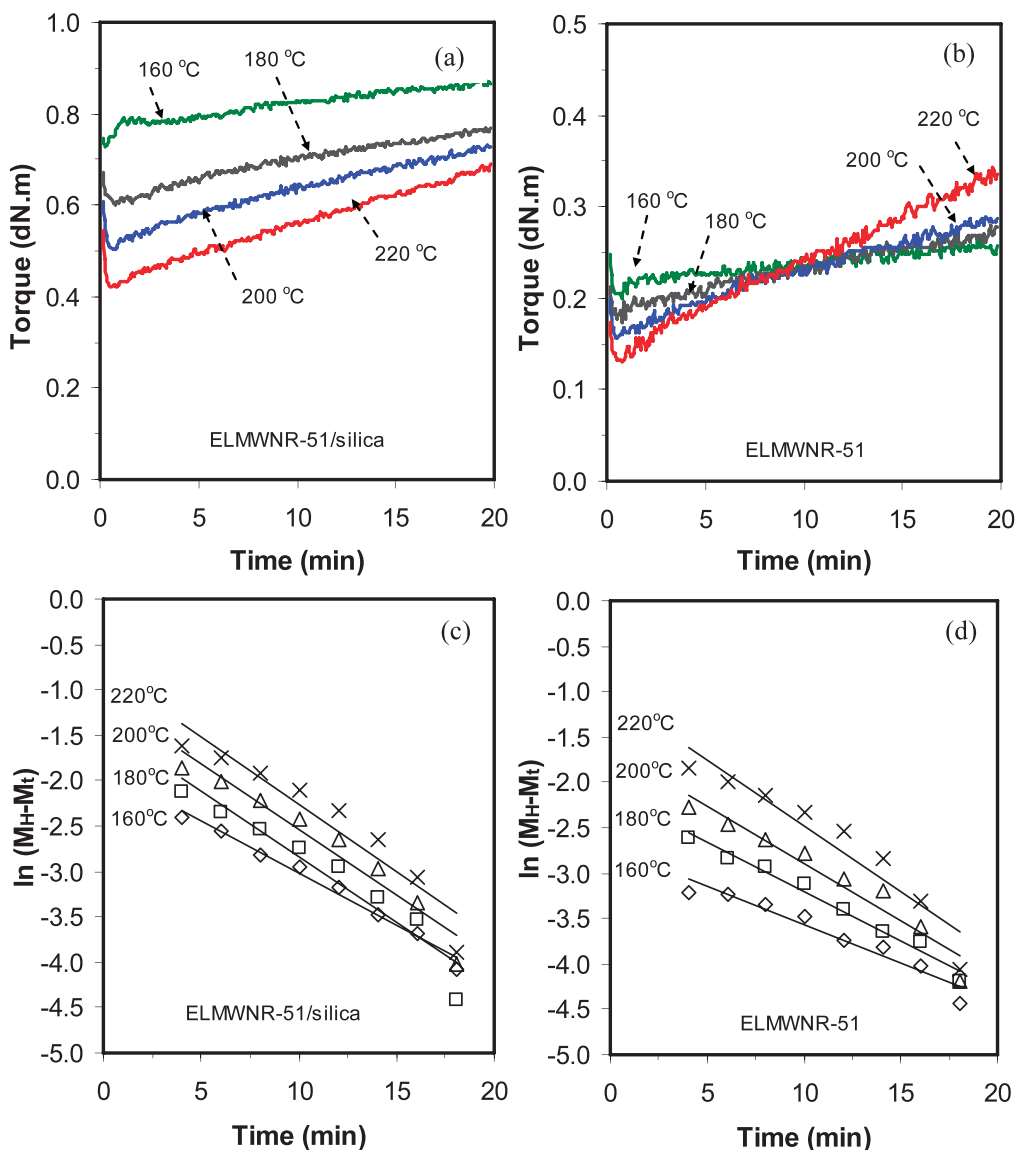 (a)
Torque (dN.m)
1.0
0.8
0.6
0.4
0.2
0.0
160 °C
180 °C
200 °C
220 °C
ELMWNR-51/silica
0 5 10 15 20
Time (min)
(b)
Torque (dN.m)
0.5
0.4
0.3
0.2
0.1
0.0
220 °C
200 °C
160 °C
180 °C
ELMWNR-51
0 5 10 15 20
Time (min)
(c)
ln (MH-Mt)
0.0
-0.5
-1.0
-1.5
-2.0
-2.5
-3.0
-3.5
-4.0
-4.5
-5.0
220°C
200°C
180°C
160°C
ELMWNR-51/silica
0 5 10 15 20
Time (min)
(d)
ln (MH-Mt)
0.0
-0.5
-1.0
-1.5
-2.0
-2.5
-3.0
-3.5
-4.0
-4.5
-5.0
220°C
200°C
180°C
160°C
ELMWNR-51
0 5 10 15 20
Time (min)